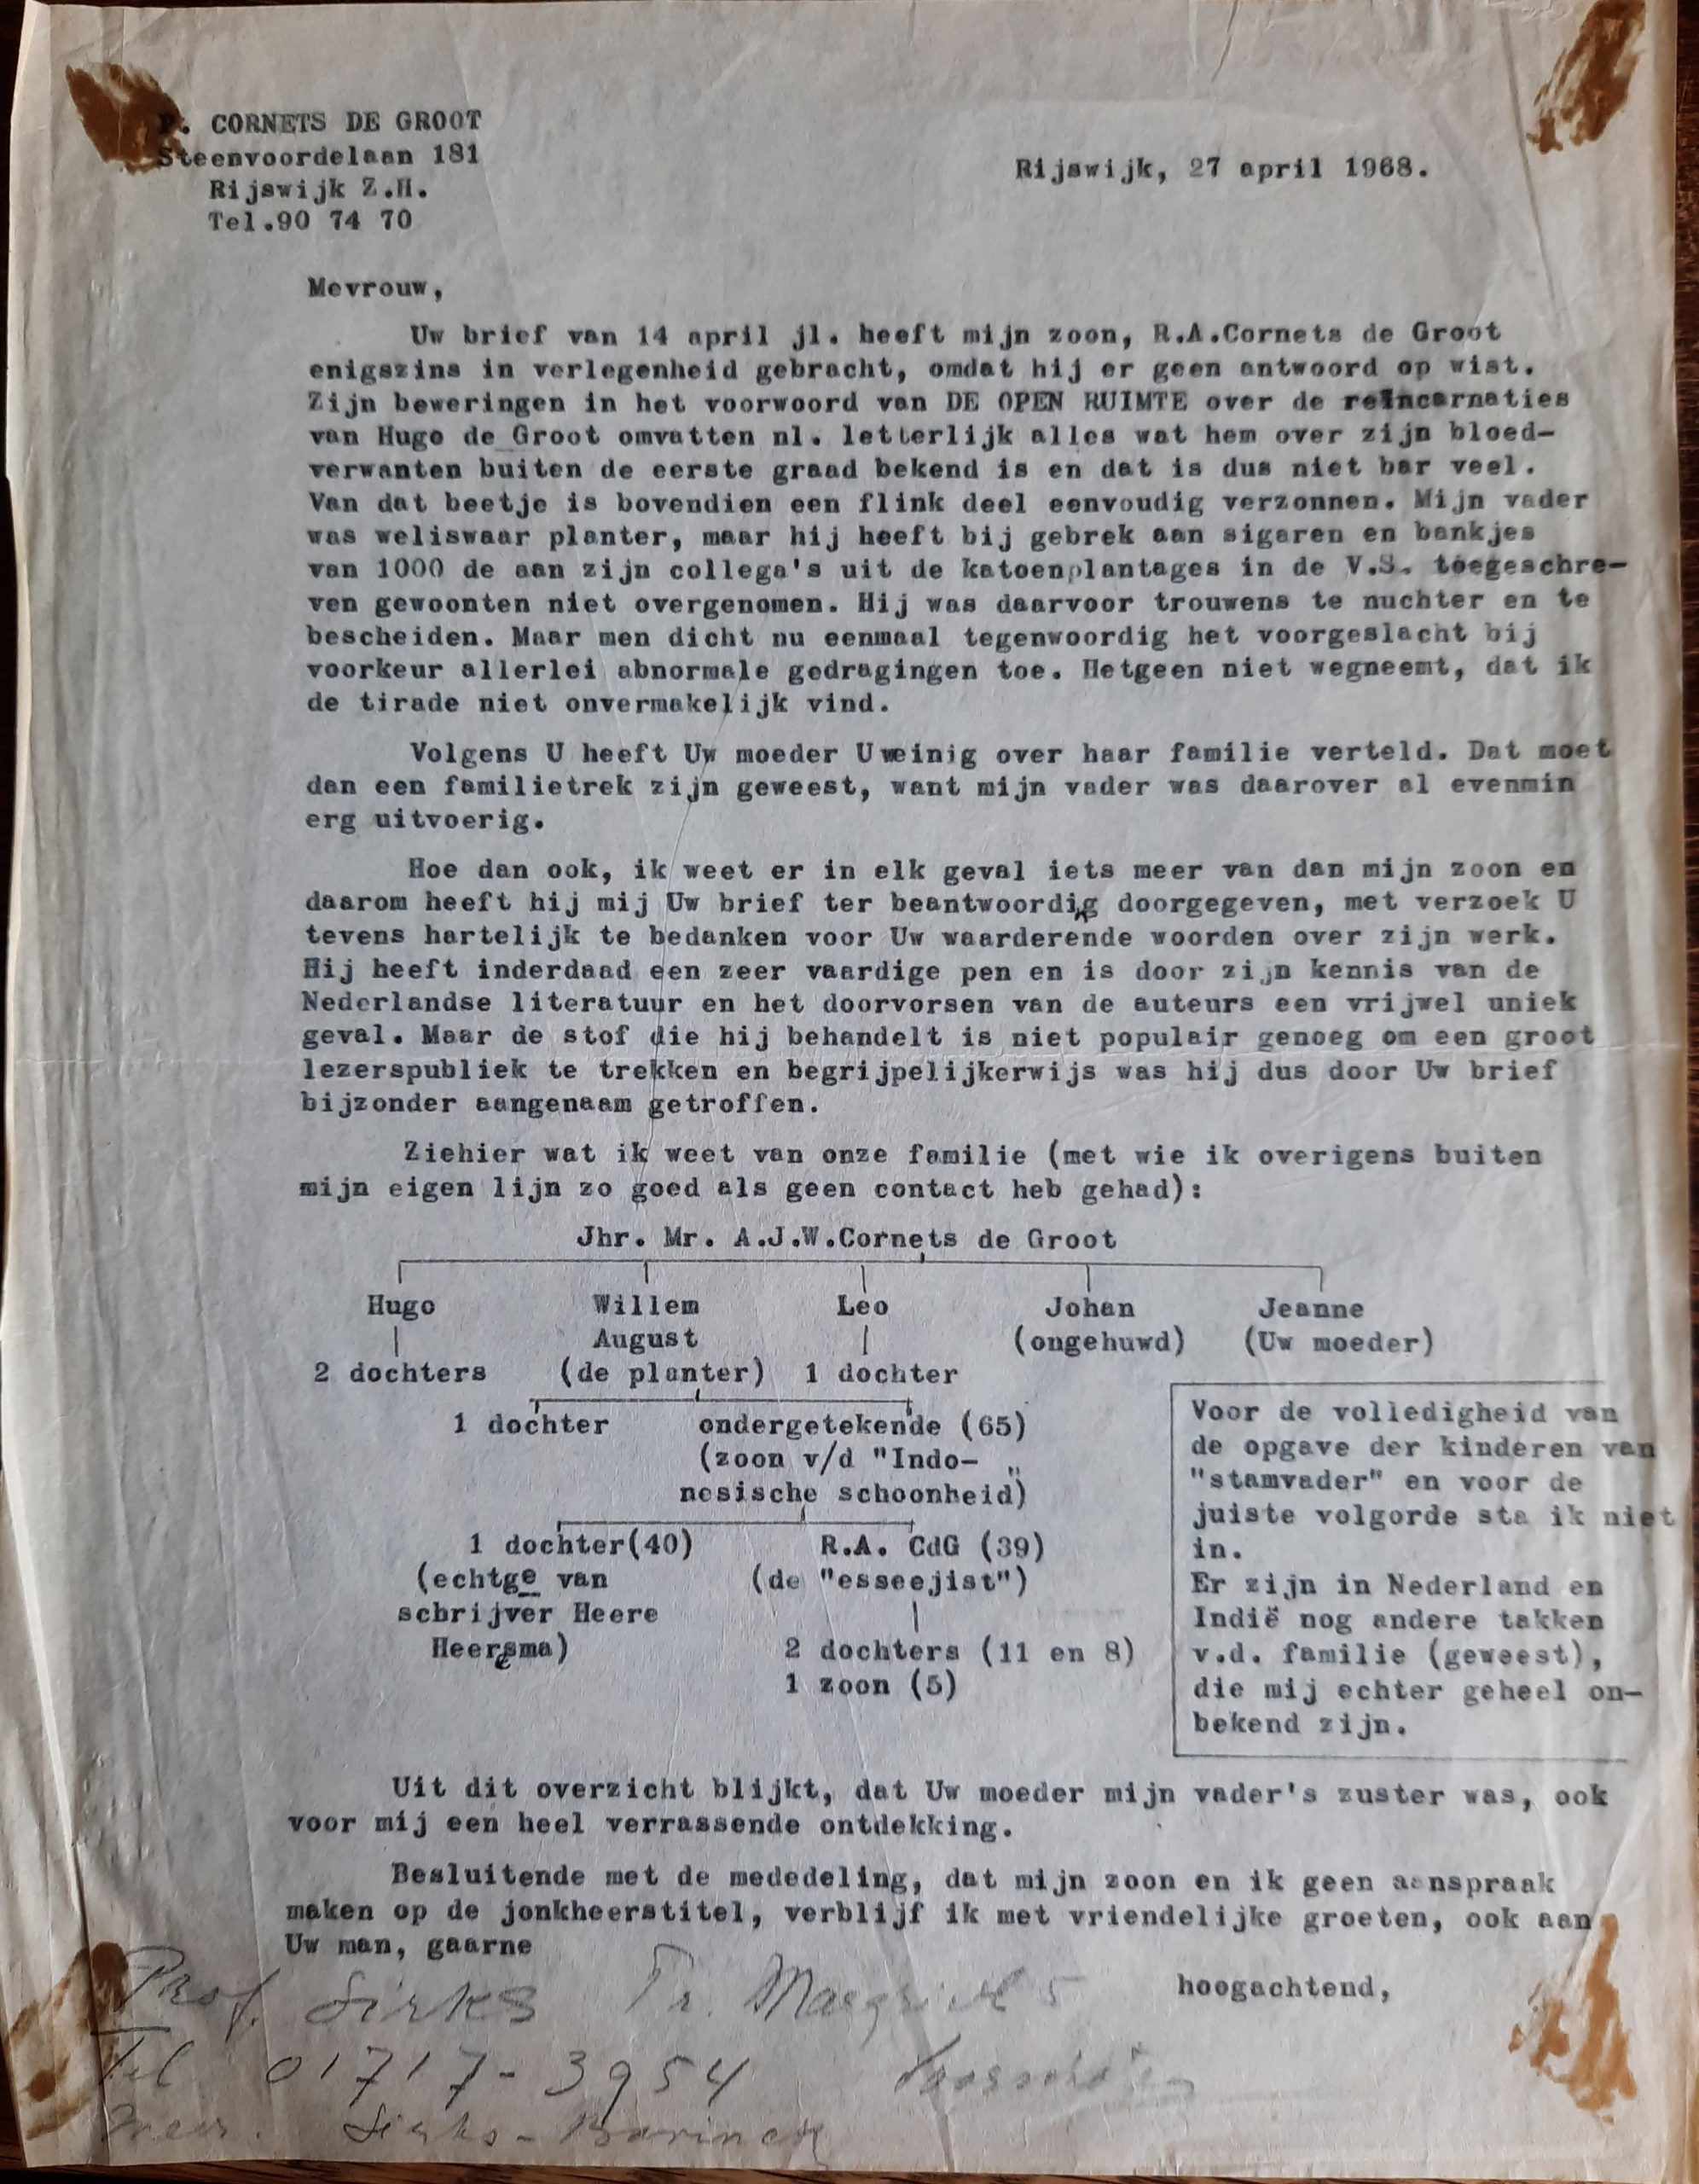 P. CORNETS DE GROOT
Steenvoordelaan 181
Rijswijk Z.H.
Tel.90 74 70
Rijswijk, 27 april 1968.
Mevrouw,
Uw brief van 14 april jl. heeft mijn zoon, R.A.Cornets de Groot
enigszins in verlegenheid gebracht, omdat hij er geen antwoord op wist.
Zijn beweringen in het voorwoord van DE OPEN RUIMTE over de reïncarnaties
van Hugo de Groot omvatten nl. letterlijk alles wat hem over zijn bloed-
verwanten buiten de eerste graad bekend is en dat is dus niet bar veel.
Van dat beetje is bovendien een flink deel eenvoudig verzonnen. Mijn vader
was weliswaar planter, maar hij heeft bij gebrek aan sigaren en bankjes
van 1000 de aan zijn collega's uit de katoenplantages in de V.S. toegeschre-
ven gewoonten niet overgenomen. Hij was daarvoor trouwens te nuchter en te
bescheiden. Maar men dicht nu eenmaal tegenwoordig het voorgeslacht bij
voorkeur allerlei abnormale gedragingen toe. Hetgeen niet wegneemt, dat ik
de tirade niet onvermakelijk vind.
Volgens U heeft Uw moeder U weinig over haar familie verteld. Dat moet
dan een familietrek zijn geweest, want mijn vader was daarover al evenmin
erg uitvoerig.
Hoe dan ook, ik weet er in elk geval iets meer van dan mijn zoon en
daarom heeft hij mij Uw brief ter beantwoordig doorgegeven, met verzoek U
tevens hartelijk te bedanken voor Uw waarderende woorden over zijn werk.
Hij heeft inderdaad een zeer vaardige pen en is door zijn kennis van de
Nederlandse literatuur en het doorvorsen van de auteurs een vrijwel uniek
geval. Maar de stof die hij behandelt is niet populair genoeg om een groot
lezerspubliek te trekken en begrijpelijkerwijs was hij dus door Uw brief
bijzonder aangenaam getroffen.
Ziehier wat ik weet van onze familie (met wie ik overigens buiten
mijn eigen lijn zo goed als geen contact heb gehad):
Jhr. Mr. A.J.W.Cornets de Groot
Hugo Willem Leo Johan Jeanne
August (ongehuwd) (Uw moeder)
2 dochters (de planter) 1 dochter
1 dochter ondergetekende (65)
(zoon v/d "Indo-
nesische schoonheid")
1 dochter(40) R.A. CdG (39)
(echtge van (de "esseejist")
schrijver Heere
Heeresma) 2 dochters (11 en 8)
1 zoon (5)
Voor de volledigheid van
de opgave der kinderen van
"stamvader" en voor de
juiste volgorde sta ik niet
in.
Er zijn in Nederland en
Indië nog andere takken
v.d. familie (geweest),
die mij echter geheel on-
bekend zijn.
Uit dit overzicht blijkt, dat Uw moeder mijn vader's zuster was, ook
voor mij een heel verrassende ontdekking.
Besluitende met de mededeling, dat mijn zoon en ik geen aanspraak
maken op de jonkheerstitel, verblijf ik met vriendelijke groeten, ook aan
Uw man, gaarne
hoogachtend,
Prof. Sirks Pr. 5
Tel 01717-3954
Mevr. Sirks-